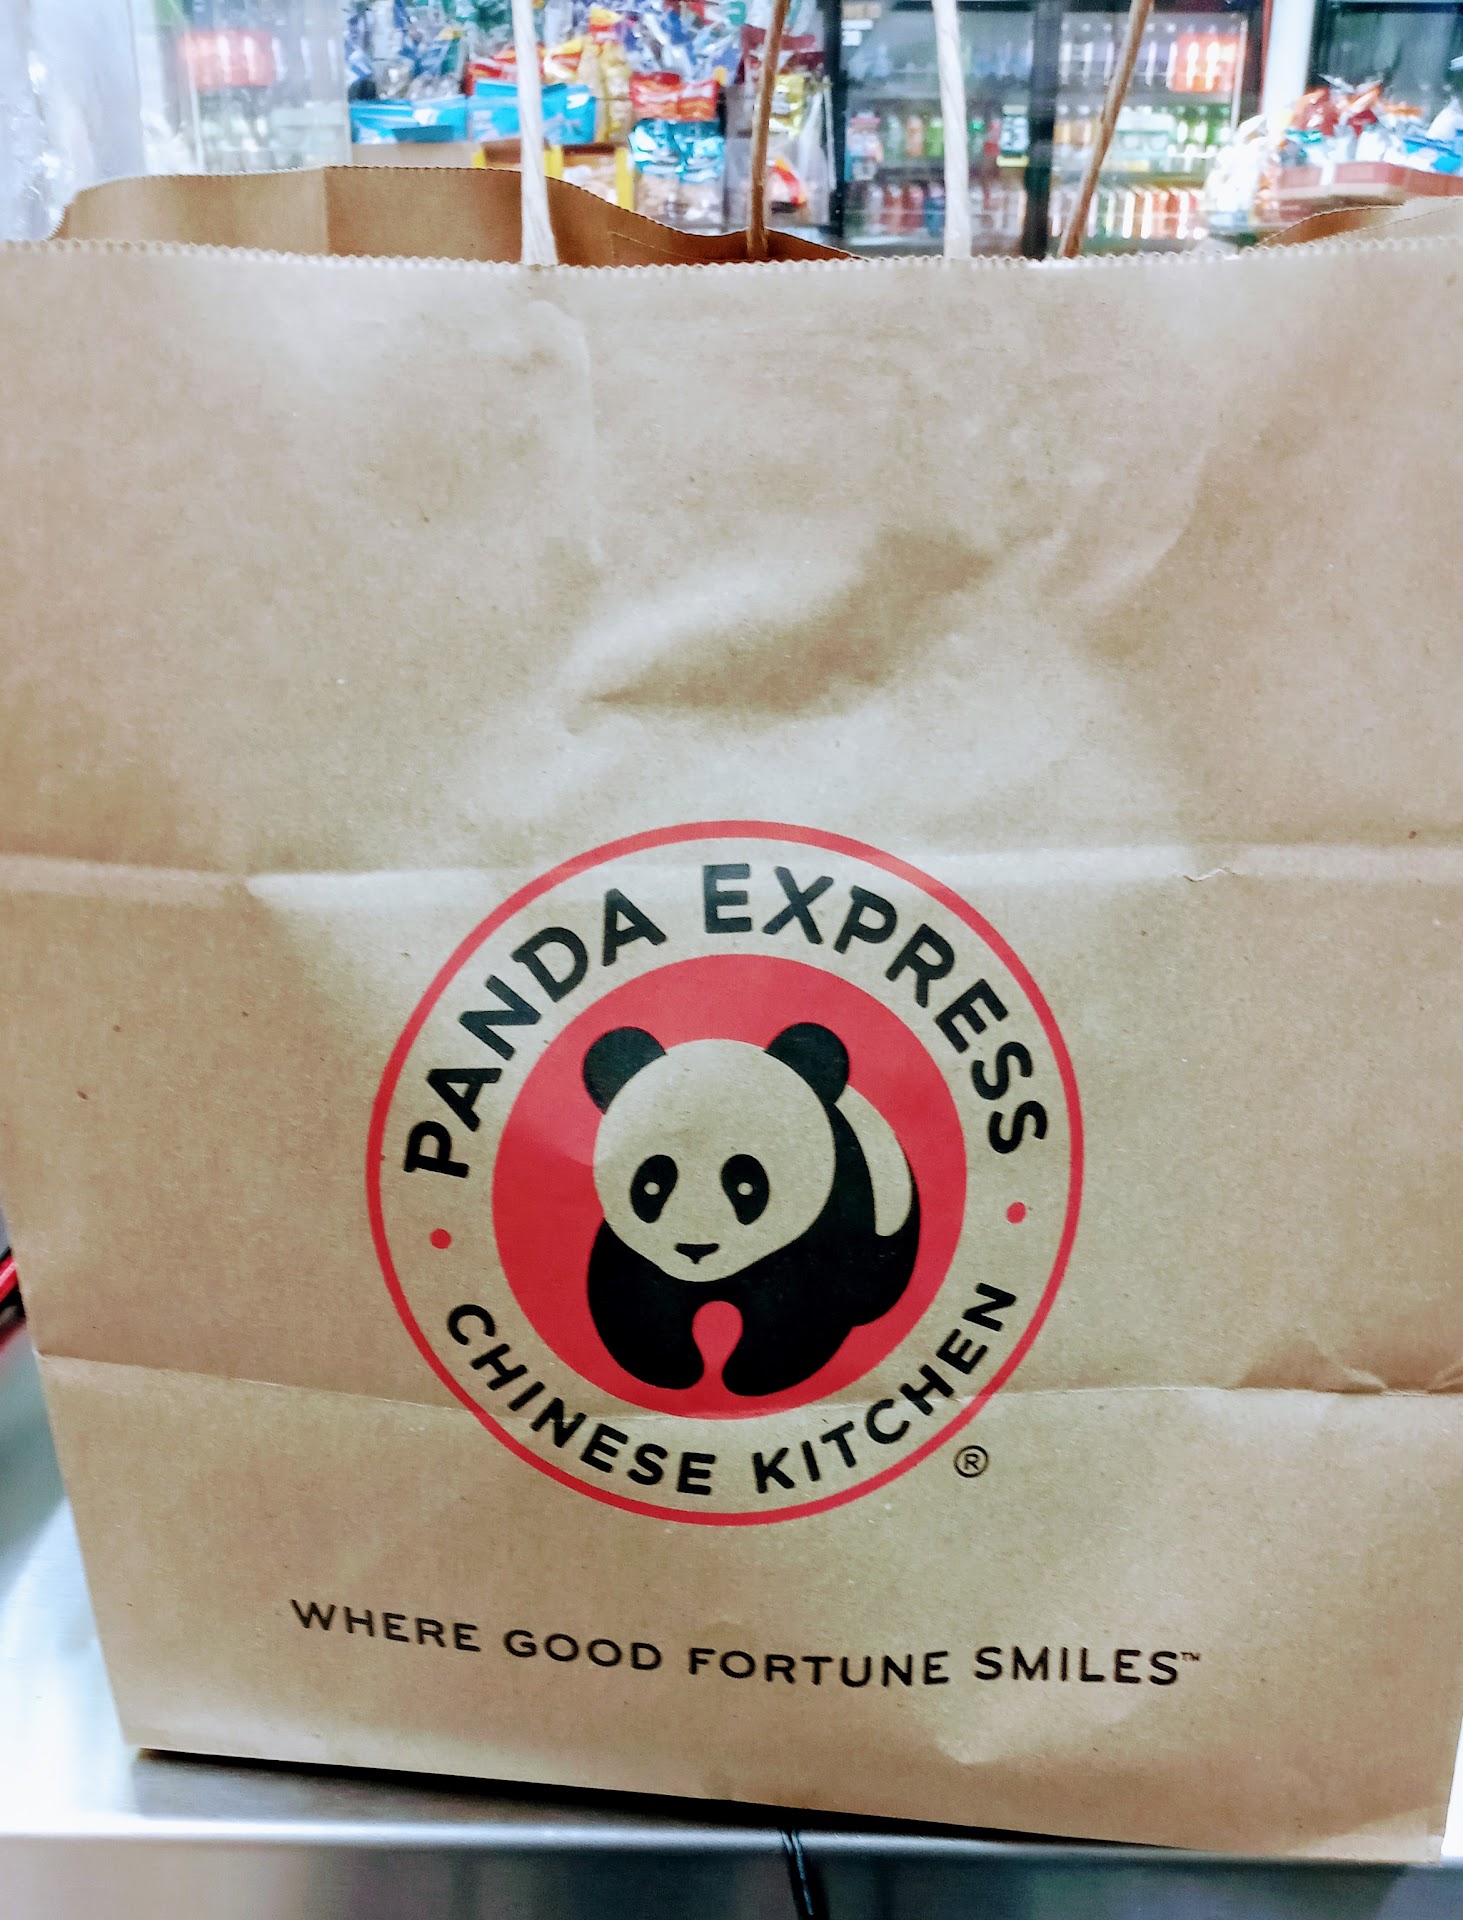 PANDA EXPRESS
CHINESE KITCHEN
®
WHERE GOOD FORTUNE SMILES™